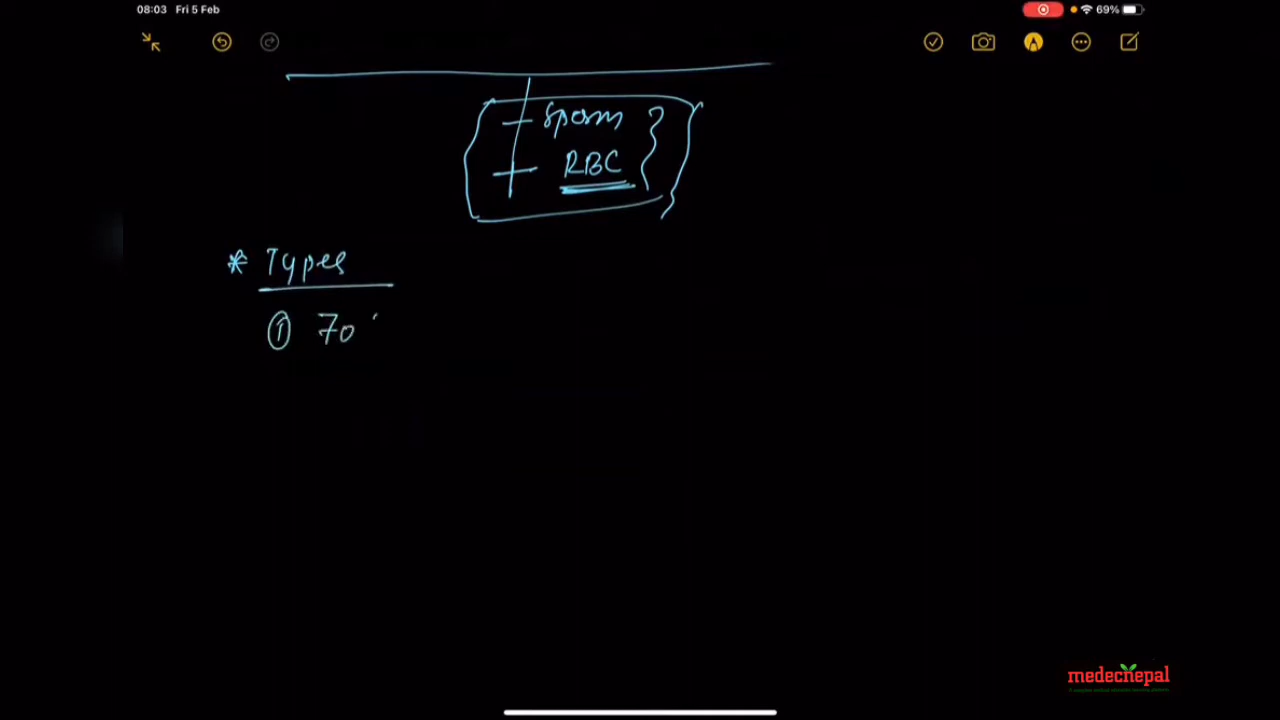 08:03 Fri 5 Feb 69%
Sperm
RBC
* Types
① 70
medecnepal